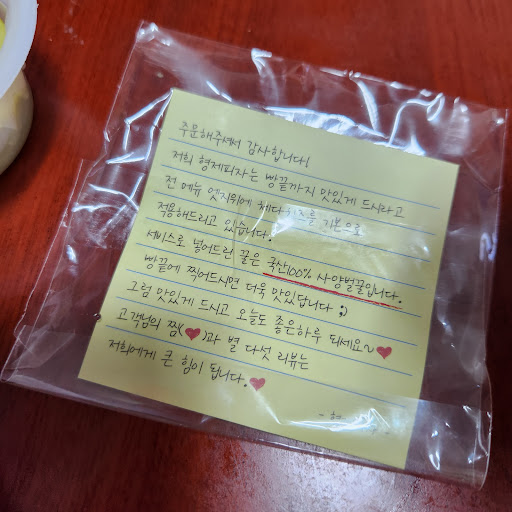 주문해주셔서 감사합니다!
저희 형제피자는 빵끝까지 맛있게 드시라고
전 메뉴 엣지위에 체다치즈를 기본으로
적용해드리고 있습니다.
서비스로 넣어드린 꿀은 국산100% 사양벌꿀입니다.
빵끝에 찍어드시면 더욱 맛있답니다 ;)
그럼 맛있게 드시고 오늘도 좋은하루 되세요~♥
고객님의 찜(♥)과 별 다섯 리뷰는
저희에게 큰 힘이 됩니다.♥